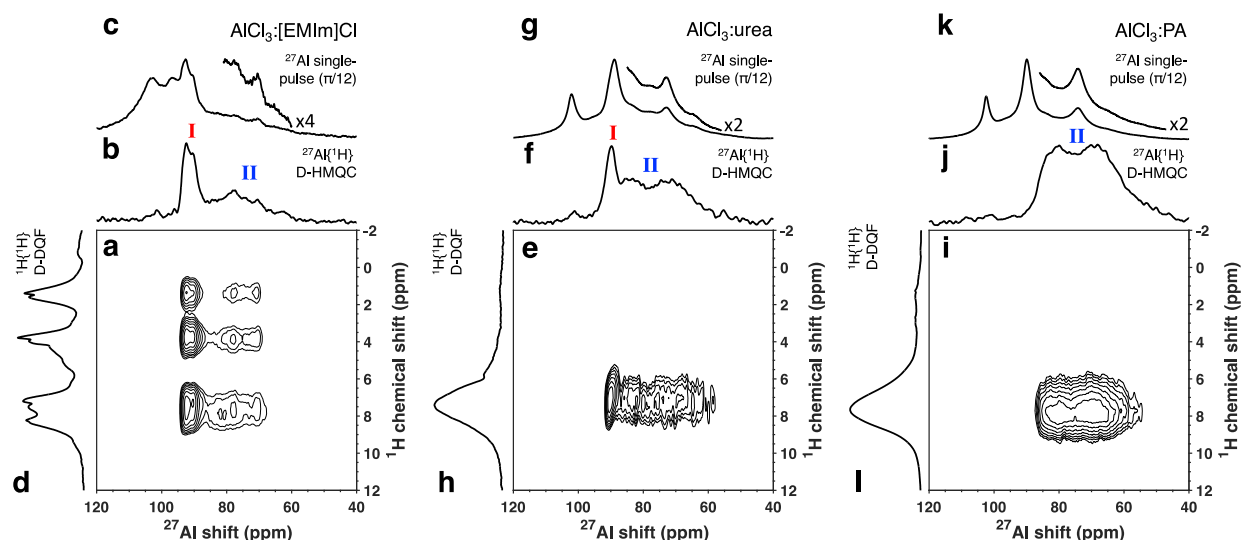 c
AlCl3:[EMIm]Cl
27Al single-
pulse (π/12)
x4
I
b
27Al{1H}
D-HMQC
II
1H{1H}
D-DQF
a
-2
0
2
4
6
8
10
12
1H chemical shift (ppm)
d
120
100
80
60
40
27Al shift (ppm)
g
AlCl3:urea
27Al single-
pulse (π/12)
x2
I
f
27Al{1H}
D-HMQC
II
1H{1H}
D-DQF
e
-2
0
2
4
6
8
10
12
1H chemical shift (ppm)
h
120
100
80
60
40
27Al shift (ppm)
k
AlCl3:PA
27Al single-
pulse (π/12)
x2
II
j
27Al{1H}
D-HMQC
1H{1H}
D-DQF
i
-2
0
2
4
6
8
10
12
1H chemical shift (ppm)
l
120
100
80
60
40
27Al shift (ppm)